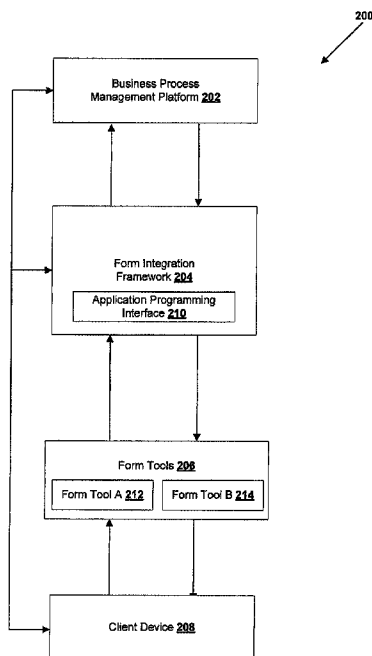 200
Business Process
Management Platform 202
Form Integration
Framework 204
Application Programming
Interface 210
Form Tools 206
Form Tool A 212
Form Tool B 214
Client Device 208